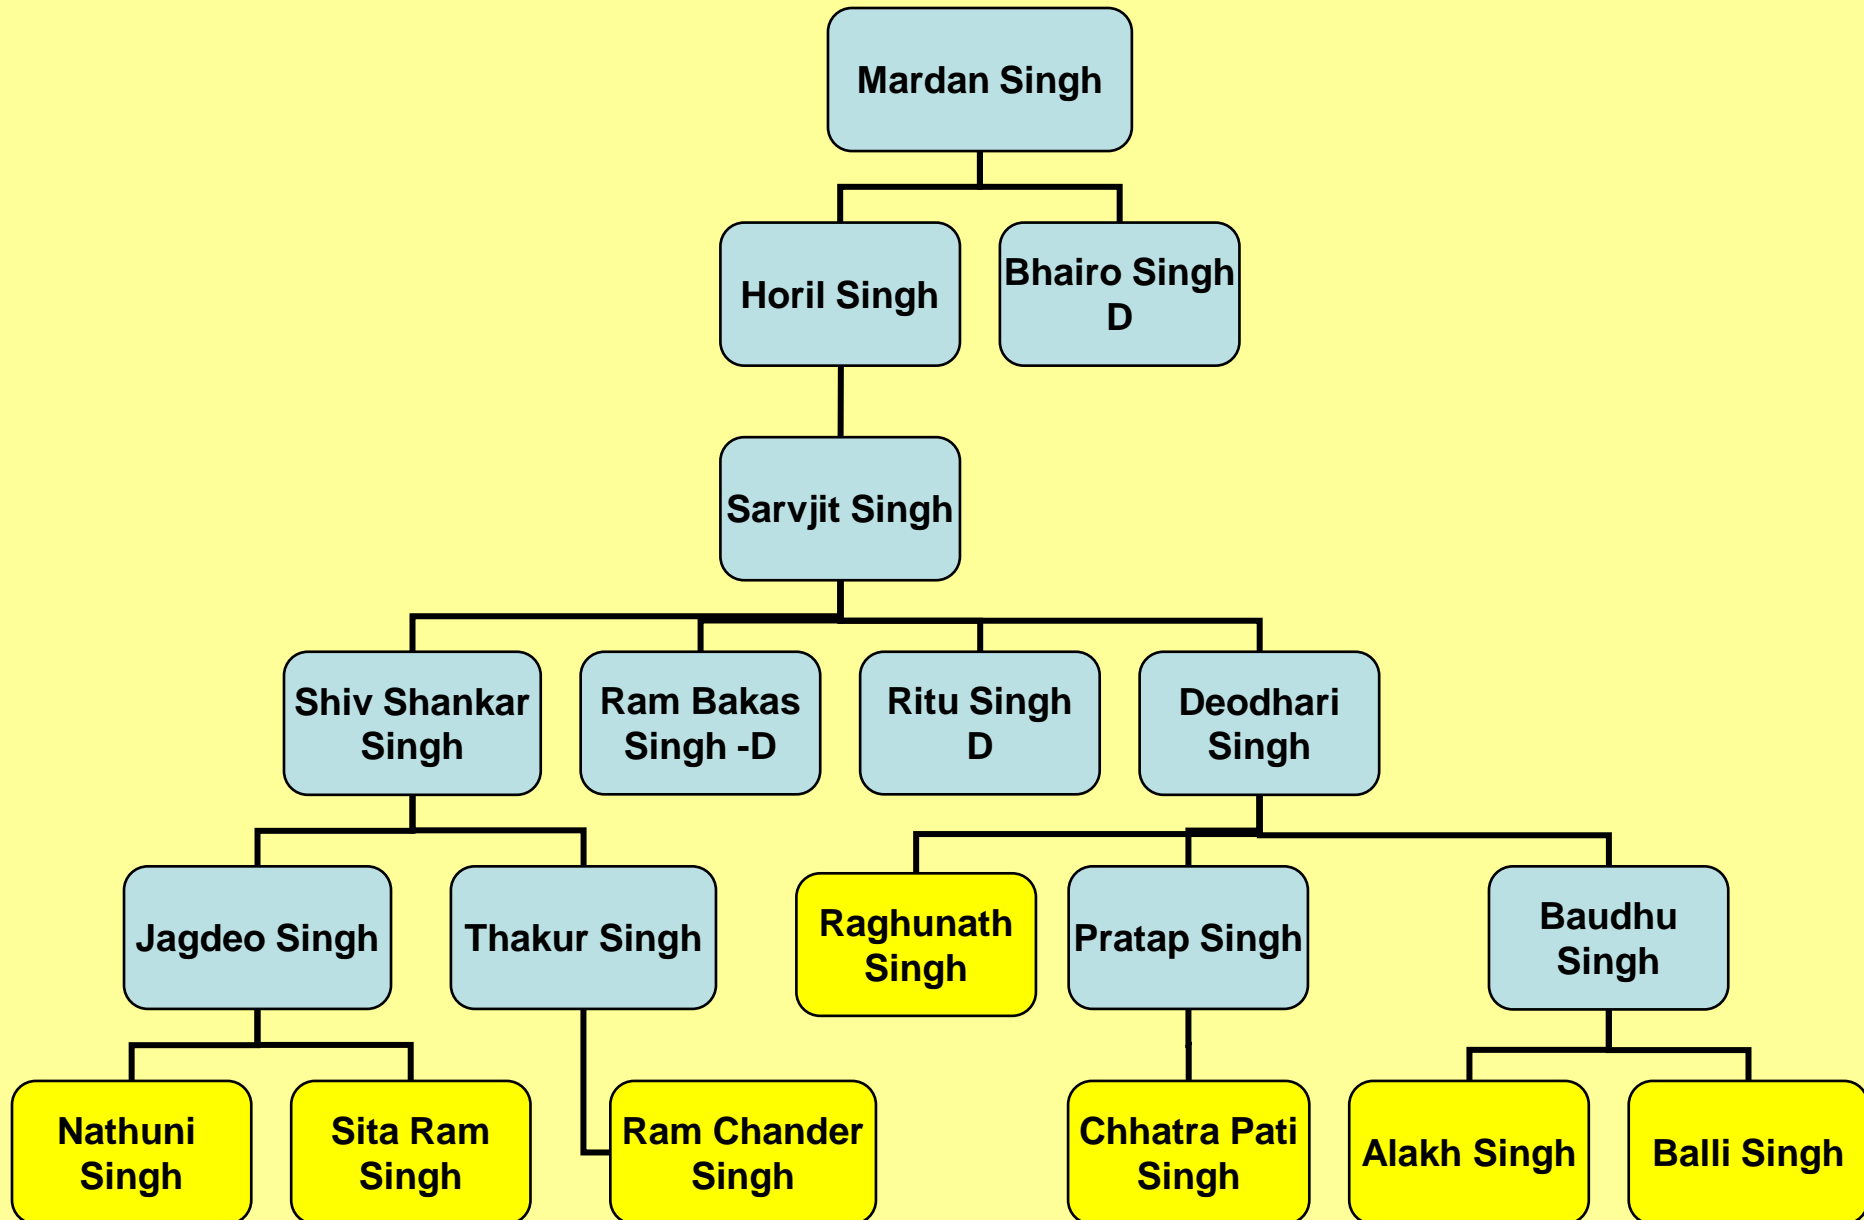 Mardan Singh
Horil Singh
Bhairo Singh
D
Sarvjit Singh
Shiv Shankar
Singh
Ram Bakas
Singh -D
Ritu Singh
D
Deodhari
Singh
Jagdeo Singh
Thakur Singh
Raghunath
Singh
Pratap Singh
Baudhu
Singh
Nathuni
Singh
Sita Ram
Singh
Ram Chander
Singh
Chhatra Pati
Singh
Alakh Singh
Balli Singh